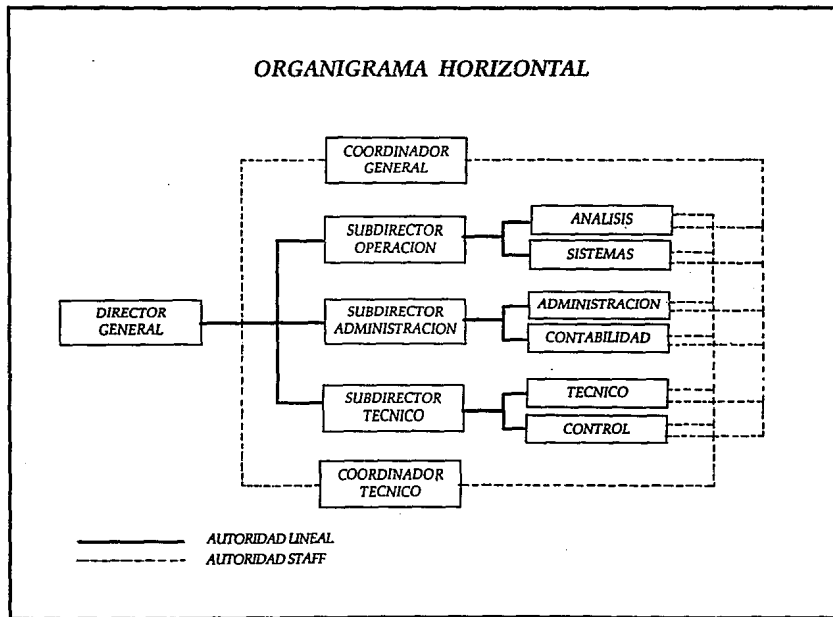 ORGANIGRAMA HORIZONTAL
COORDINADOR
GENERAL
SUBDIRECTOR
OPERACION
ANALISIS
SISTEMAS
DIRECTOR
GENERAL
SUBDIRECTOR
ADMINISTRACION
ADMINISTRACION
CONTABILIDAD
SUBDIRECTOR
TECNICO
TECNICO
CONTROL
COORDINADOR
TECNICO
AUTORIDAD LINEAL
AUTORIDAD STAFF